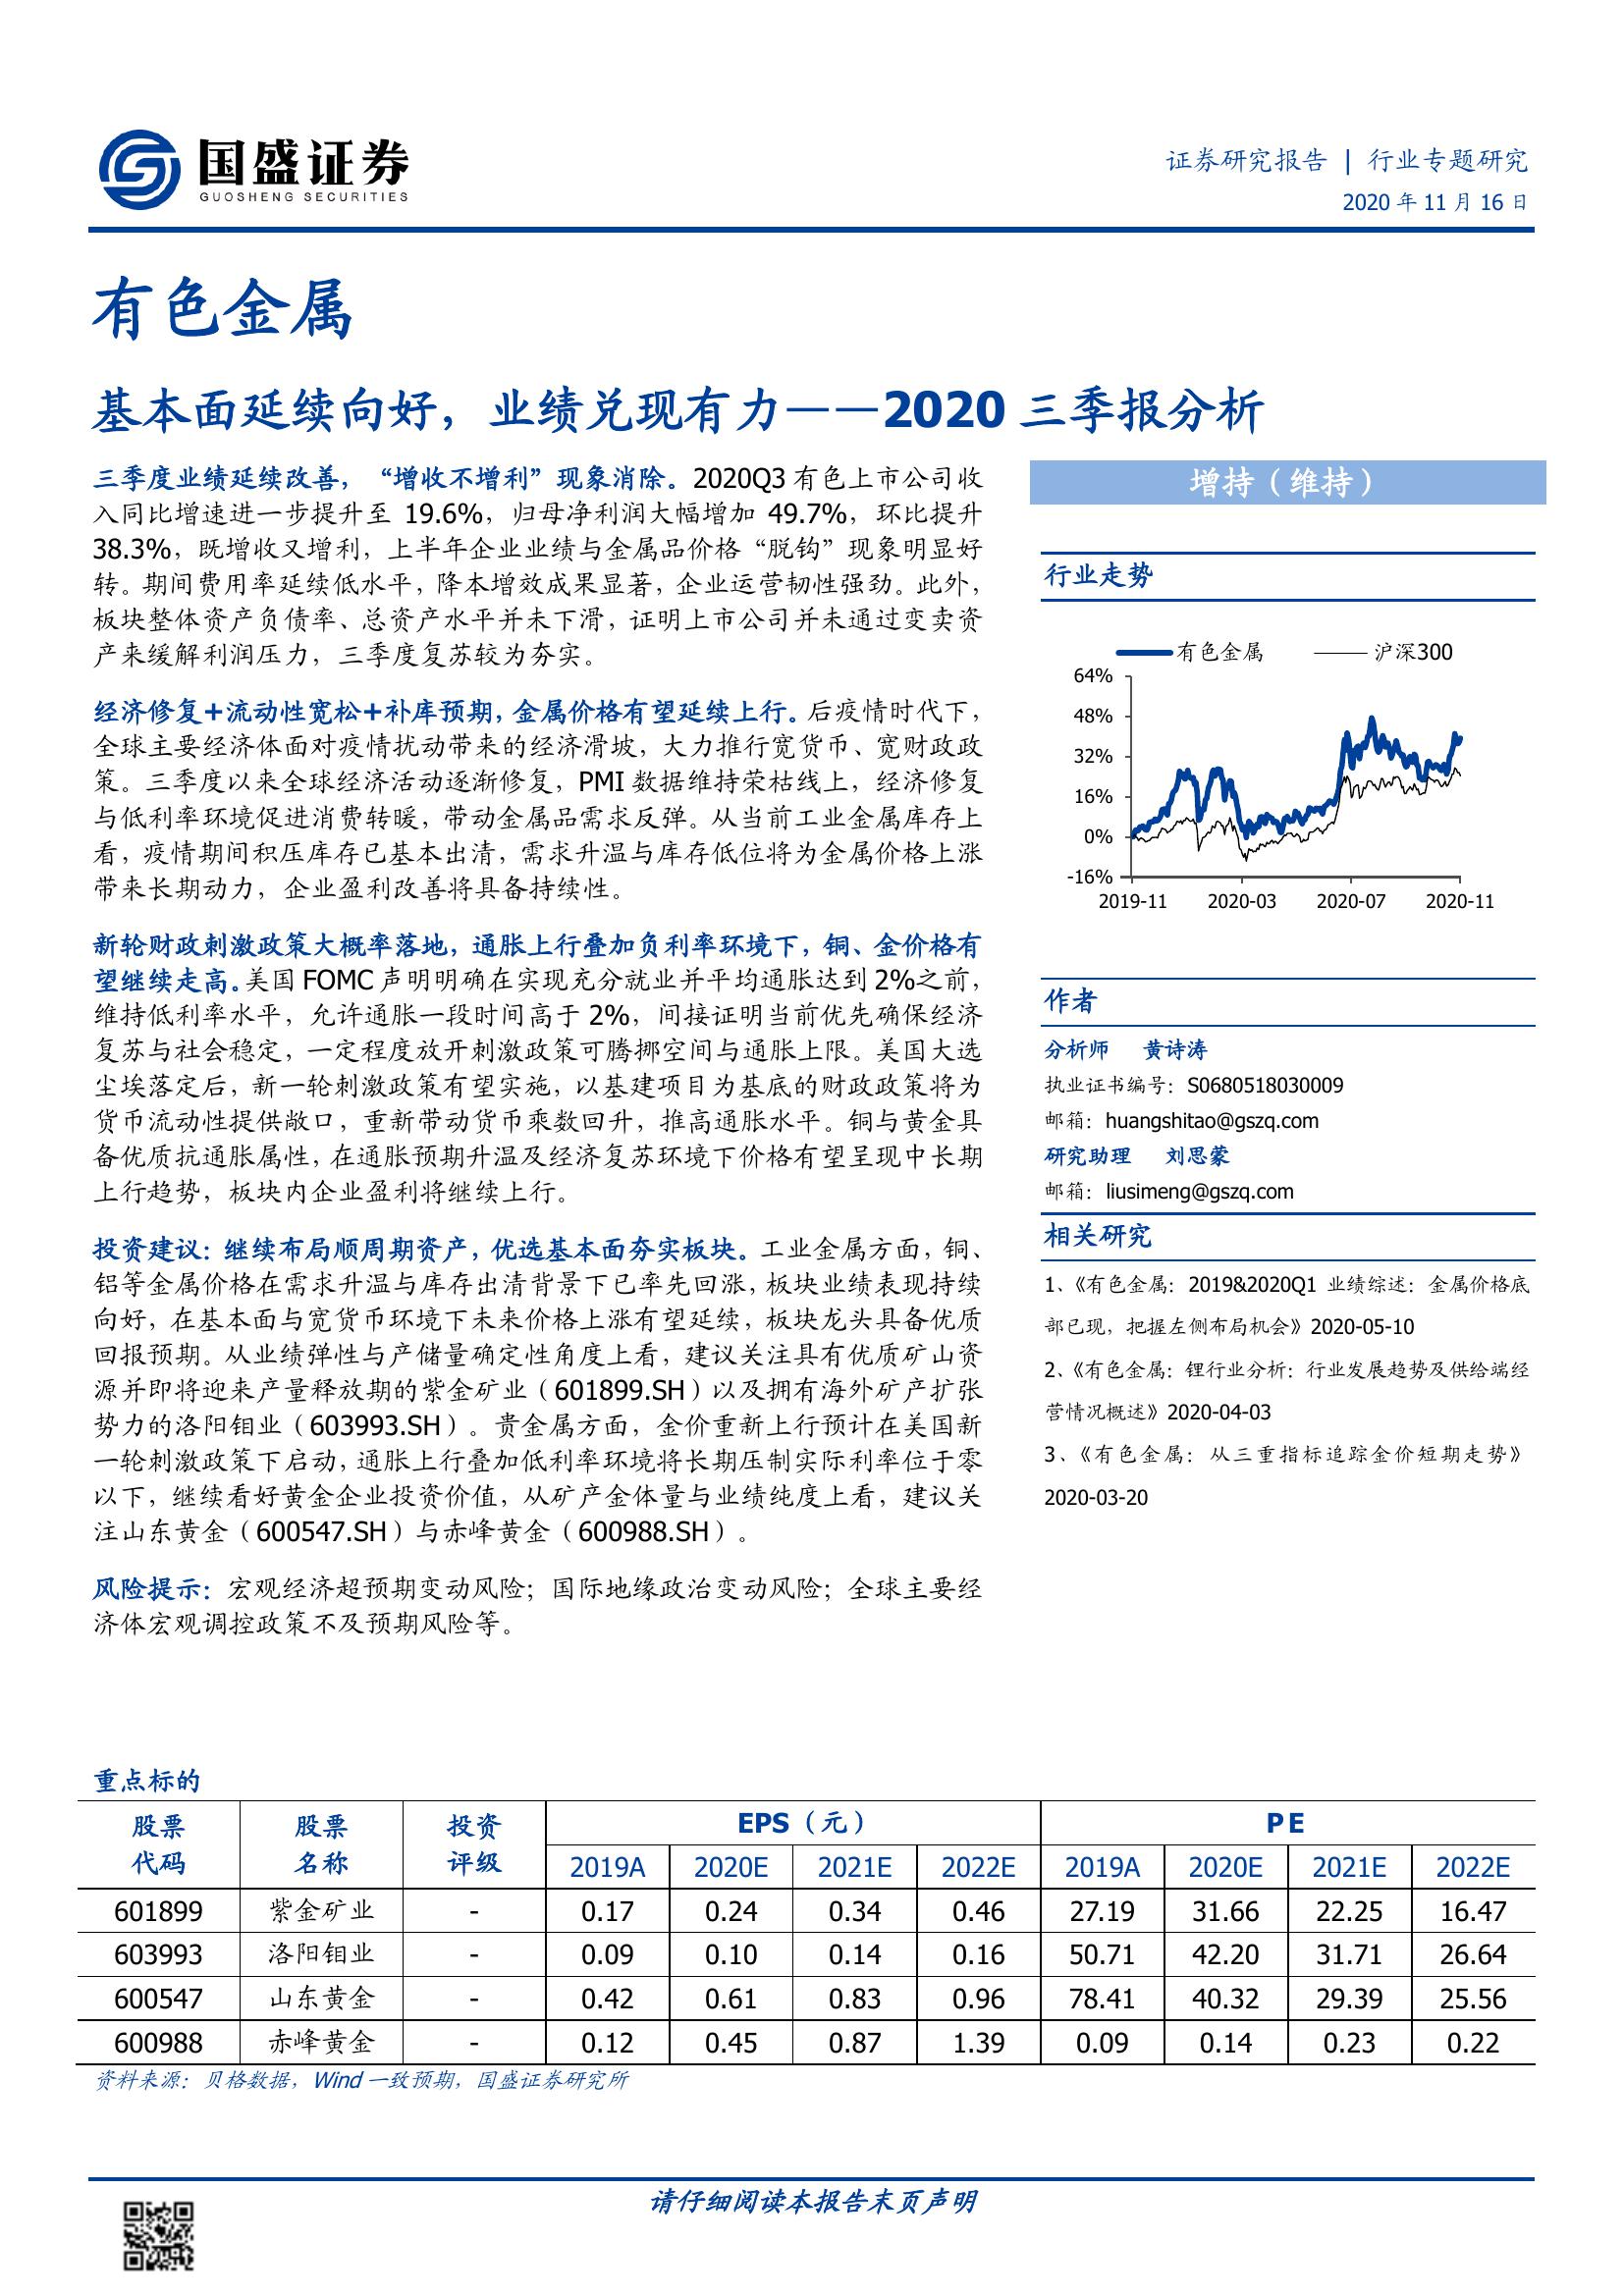 国盛证券
GUOSHENG SECURITIES
证券研究报告 | 行业专题研究
2020 年 11 月 16 日
有色金属
基本面延续向好，业绩兑现有力——2020 三季报分析
三季度业绩延续改善，“增收不增利”现象消除。2020Q3 有色上市公司收
入同比增速进一步提升至 19.6%，归母净利润大幅增加 49.7%，环比提升
38.3%，既增收又增利，上半年企业业绩与金属品价格“脱钩”现象明显好
转。期间费用率延续低水平，降本增效成果显著，企业运营韧性强劲。此外，
板块整体资产负债率、总资产水平并未下滑，证明上市公司并未通过变卖资
产来缓解利润压力，三季度复苏较为夯实。
经济修复+流动性宽松+补库预期，金属价格有望延续上行。后疫情时代下，
全球主要经济体面对疫情扰动带来的经济滑坡，大力推行宽货币、宽财政政
策。三季度以来全球经济活动逐渐修复，PMI 数据维持荣枯线上，经济修复
与低利率环境促进消费转暖，带动金属品需求反弹。从当前工业金属库存上
看，疫情期间积压库存已基本出清，需求升温与库存低位将为金属价格上涨
带来长期动力，企业盈利改善将具备持续性。
新轮财政刺激政策大概率落地，通胀上行叠加负利率环境下，铜、金价格有
望继续走高。美国 FOMC 声明明确在实现充分就业并平均通胀达到 2%之前，
维持低利率水平，允许通胀一段时间高于 2%，间接证明当前优先确保经济
复苏与社会稳定，一定程度放开刺激政策可腾挪空间与通胀上限。美国大选
尘埃落定后，新一轮刺激政策有望实施，以基建项目为基底的财政政策将为
货币流动性提供敞口，重新带动货币乘数回升，推高通胀水平。铜与黄金具
备优质抗通胀属性，在通胀预期升温及经济复苏环境下价格有望呈现中长期
上行趋势，板块内企业盈利将继续上行。
投资建议：继续布局顺周期资产，优选基本面夯实板块。工业金属方面，铜、
铝等金属价格在需求升温与库存出清背景下已率先回涨，板块业绩表现持续
向好，在基本面与宽货币环境下未来价格上涨有望延续，板块龙头具备优质
回报预期。从业绩弹性与产储量确定性角度上看，建议关注具有优质矿山资
源并即将迎来产量释放期的紫金矿业（601899.SH）以及拥有海外矿产扩张
势力的洛阳钼业（603993.SH）。贵金属方面，金价重新上行预计在美国新
一轮刺激政策下启动，通胀上行叠加低利率环境将长期压制实际利率位于零
以下，继续看好黄金企业投资价值，从矿产金体量与业绩纯度上看，建议关
注山东黄金（600547.SH）与赤峰黄金（600988.SH）。
风险提示：宏观经济超预期变动风险；国际地缘政治变动风险；全球主要经
济体宏观调控政策不及预期风险等。
增持（维持）
行业走势
有色金属 沪深300
64%
48%
32%
16%
0%
-16%
2019-11 2020-03 2020-07 2020-11
作者
分析师 黄诗涛
执业证书编号：S0680518030009
邮箱：huangshitao@gszq.com
研究助理 刘思蒙
邮箱：liusimeng@gszq.com
相关研究
1、《有色金属：2019&2020Q1 业绩综述：金属价格底
部已现，把握左侧布局机会》2020-05-10
2、《有色金属：锂行业分析：行业发展趋势及供给端经
营情况概述》2020-04-03
3、《有色金属：从三重指标追踪金价短期走势》
2020-03-20
重点标的
股票 股票 投资 EPS（元） P E
代码 名称 评级 2019A 2020E 2021E 2022E 2019A 2020E 2021E 2022E
601899 紫金矿业 - 0.17 0.24 0.34 0.46 27.19 31.66 22.25 16.47
603993 洛阳钼业 - 0.09 0.10 0.14 0.16 50.71 42.20 31.71 26.64
600547 山东黄金 - 0.42 0.61 0.83 0.96 78.41 40.32 29.39 25.56
600988 赤峰黄金 - 0.12 0.45 0.87 1.39 0.09 0.14 0.23 0.22
资料来源：贝格数据，Wind 一致预期，国盛证券研究所
请仔细阅读本报告末页声明